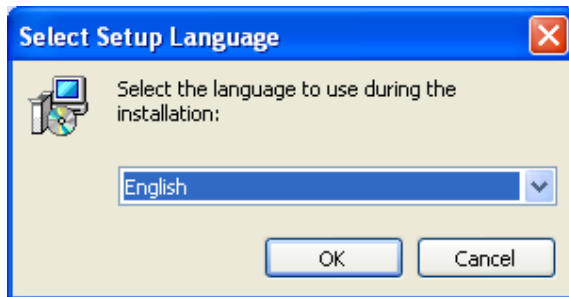 Select Setup Language
Select the language to use during the
installation:
English
OK
Cancel